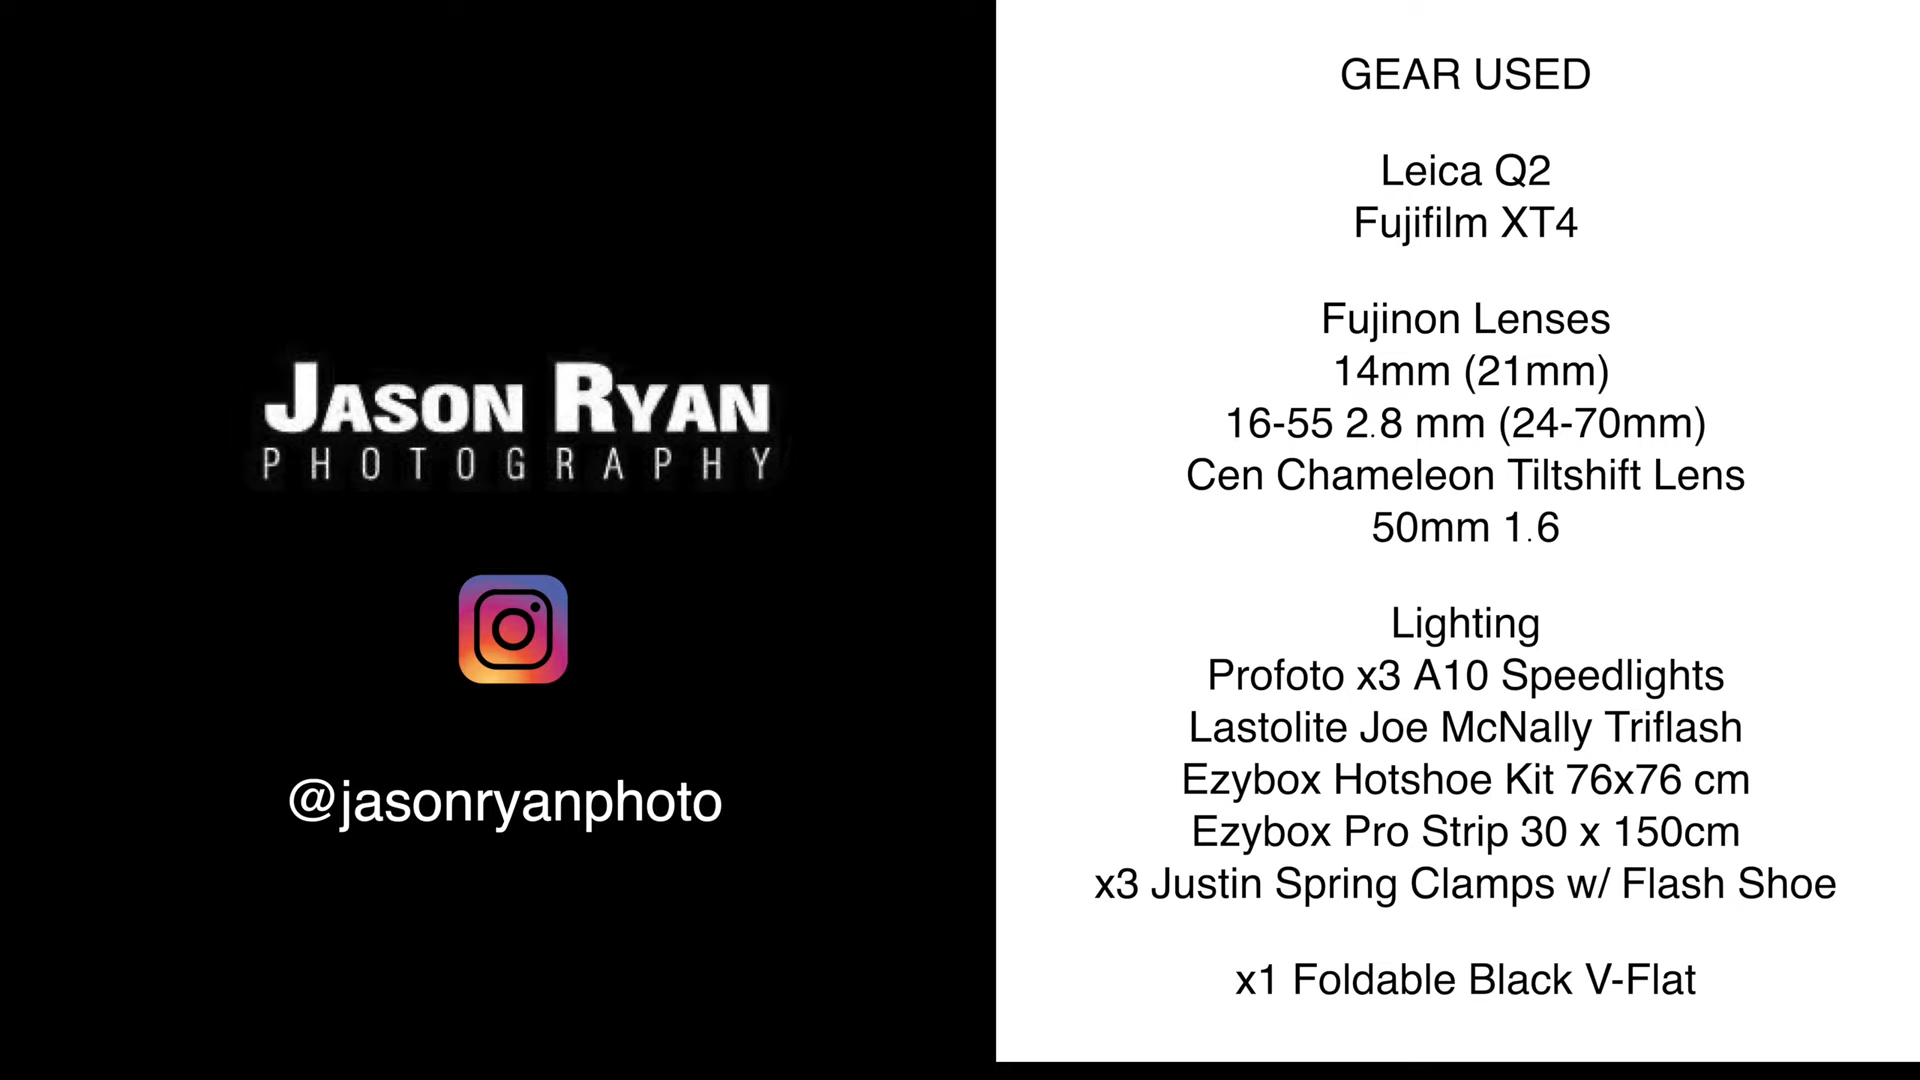 JASON RYAN
PHOTOGRAPHY
@jasonryanphoto
GEAR USED
Leica Q2
Fujifilm XT4
Fujinon Lenses
14mm (21mm)
16-55 2.8 mm (24-70mm)
Cen Chameleon Tiltshift Lens
50mm 1.6
Lighting
Profoto x3 A10 Speedlights
Lastolite Joe McNally Triflash
Ezybox Hotshoe Kit 76x76 cm
Ezybox Pro Strip 30 x 150cm
x3 Justin Spring Clamps w/ Flash Shoe
x1 Foldable Black V-Flat